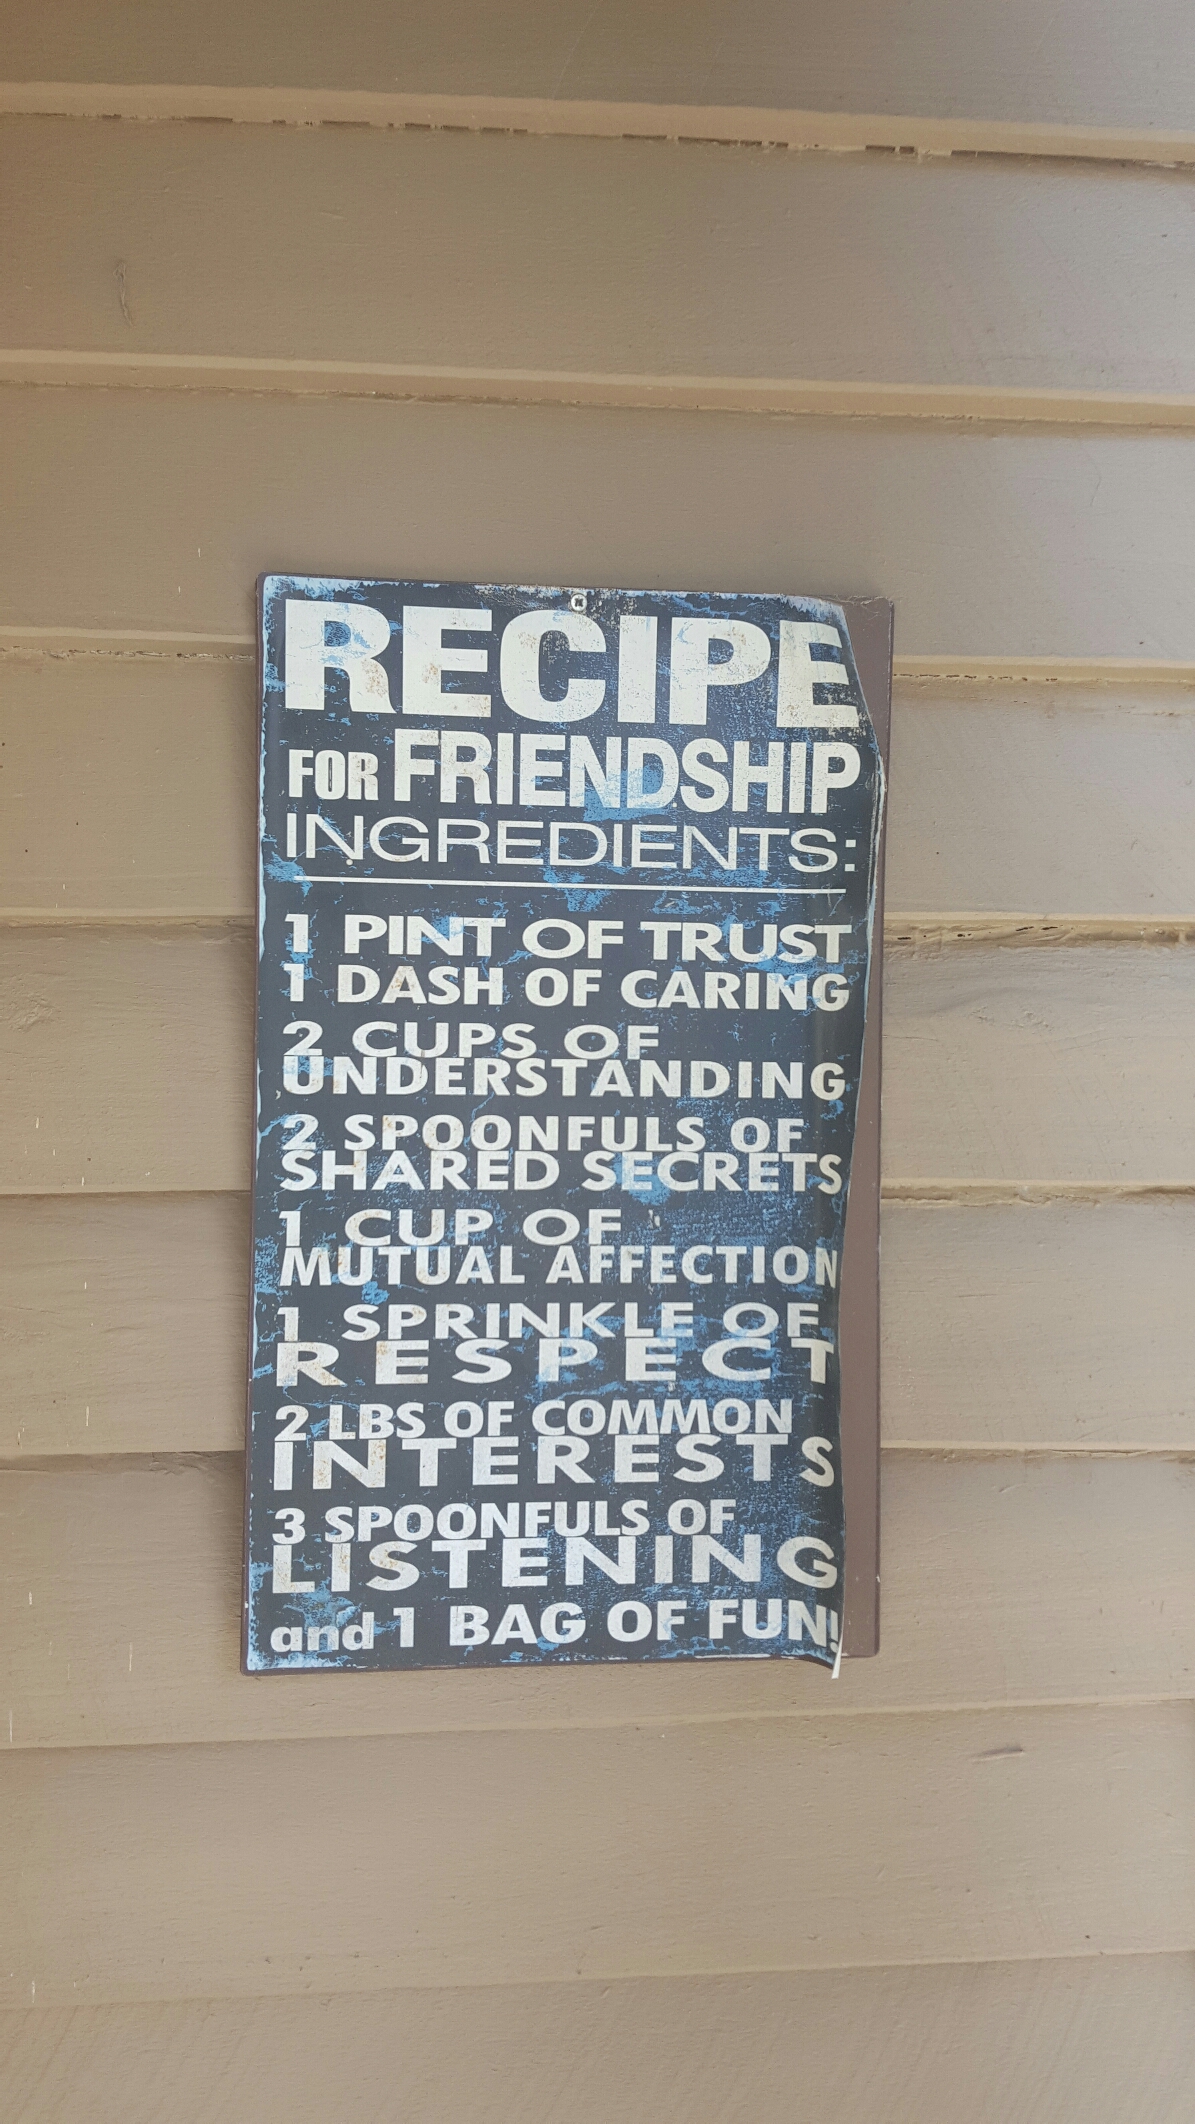 RECIPE
FOR FRIENDSHIP
INGREDIENTS:
1 PINT OF TRUST
1 DASH OF CARING
2 CUPS OF
UNDERSTANDING
2 SPOONFULS OF
SHARED SECRETS
1 CUP OF
MUTUAL AFFECTION
1 SPRINKLE OF
RESPECT
2 LBS OF COMMON
INTERESTS
3 SPOONFULS OF
LISTENING
and 1 BAG OF FUN!